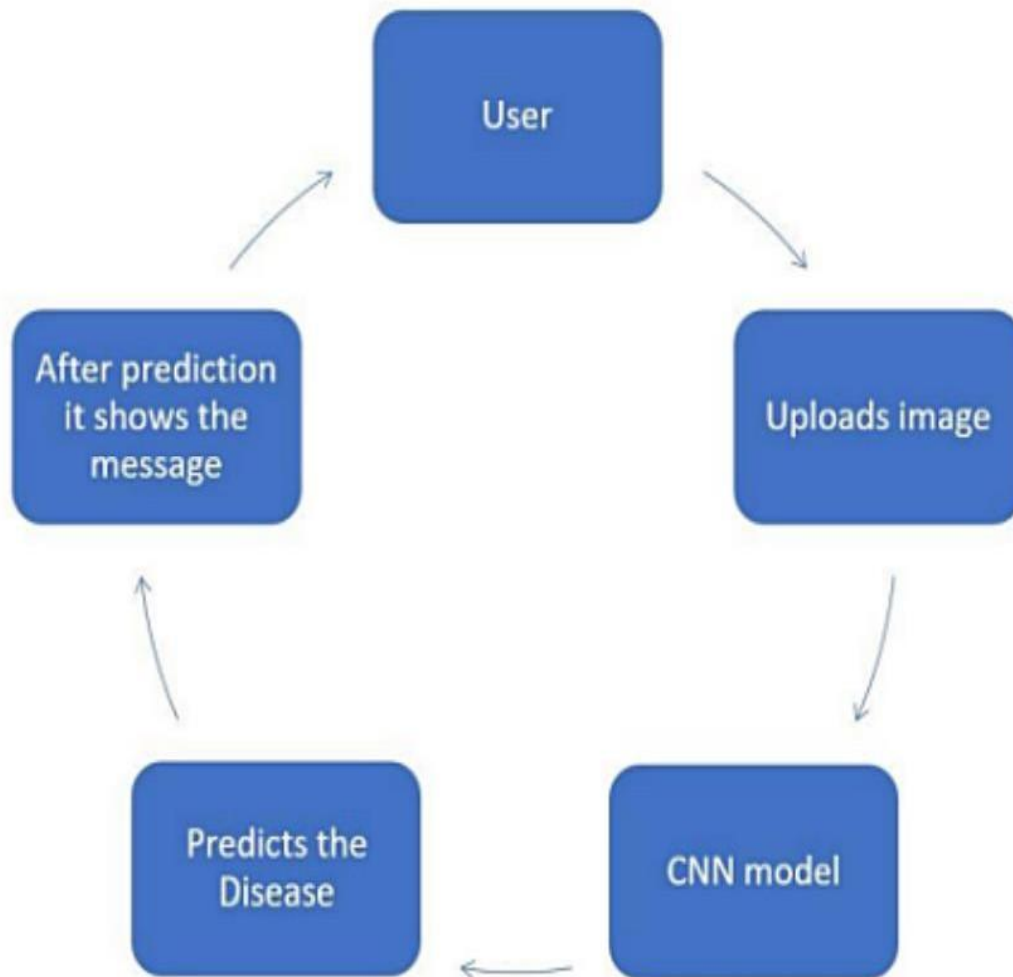 User
Uploads image
CNN model
Predicts the
Disease
After prediction
it shows the
message